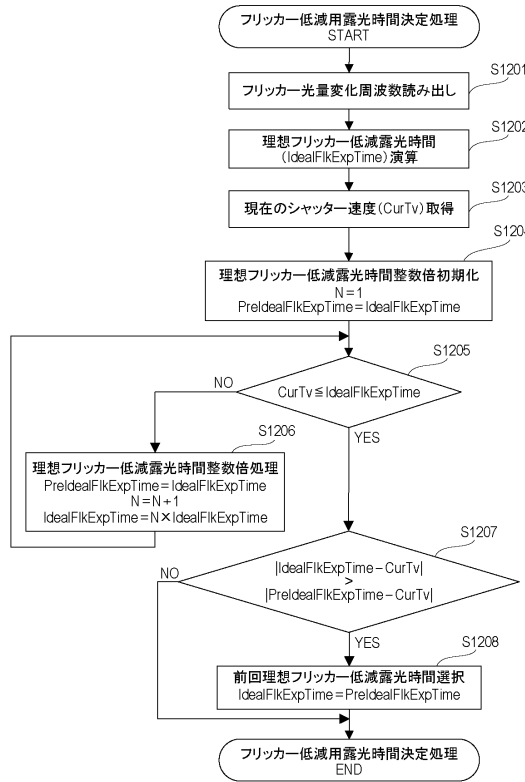 フリッカー低減用露光時間決定処理
START
S1201
フリッカー光量変化周波数読み出し
S1202
理想フリッカー低減露光時間
(IdealFlkExpTime)演算
S1203
現在のシャッター速度(CurTv)取得
S1204
理想フリッカー低減露光時間整数倍初期化
N=1
PreIdealFlkExpTime=IdealFlkExpTime
S1205
CurTv≦IdealFlkExpTime
NO
YES
S1206
理想フリッカー低減露光時間整数倍処理
PreIdealFlkExpTime=IdealFlkExpTime
N=N+1
IdealFlkExpTime=N×IdealFlkExpTime
S1207
|IdealFlkExpTime-CurTv|
>
|PreIdealFlkExpTime-CurTv|
NO
YES
S1208
前回理想フリッカー低減露光時間選択
IdealFlkExpTime=PreIdealFlkExpTime
フリッカー低減用露光時間決定処理
END